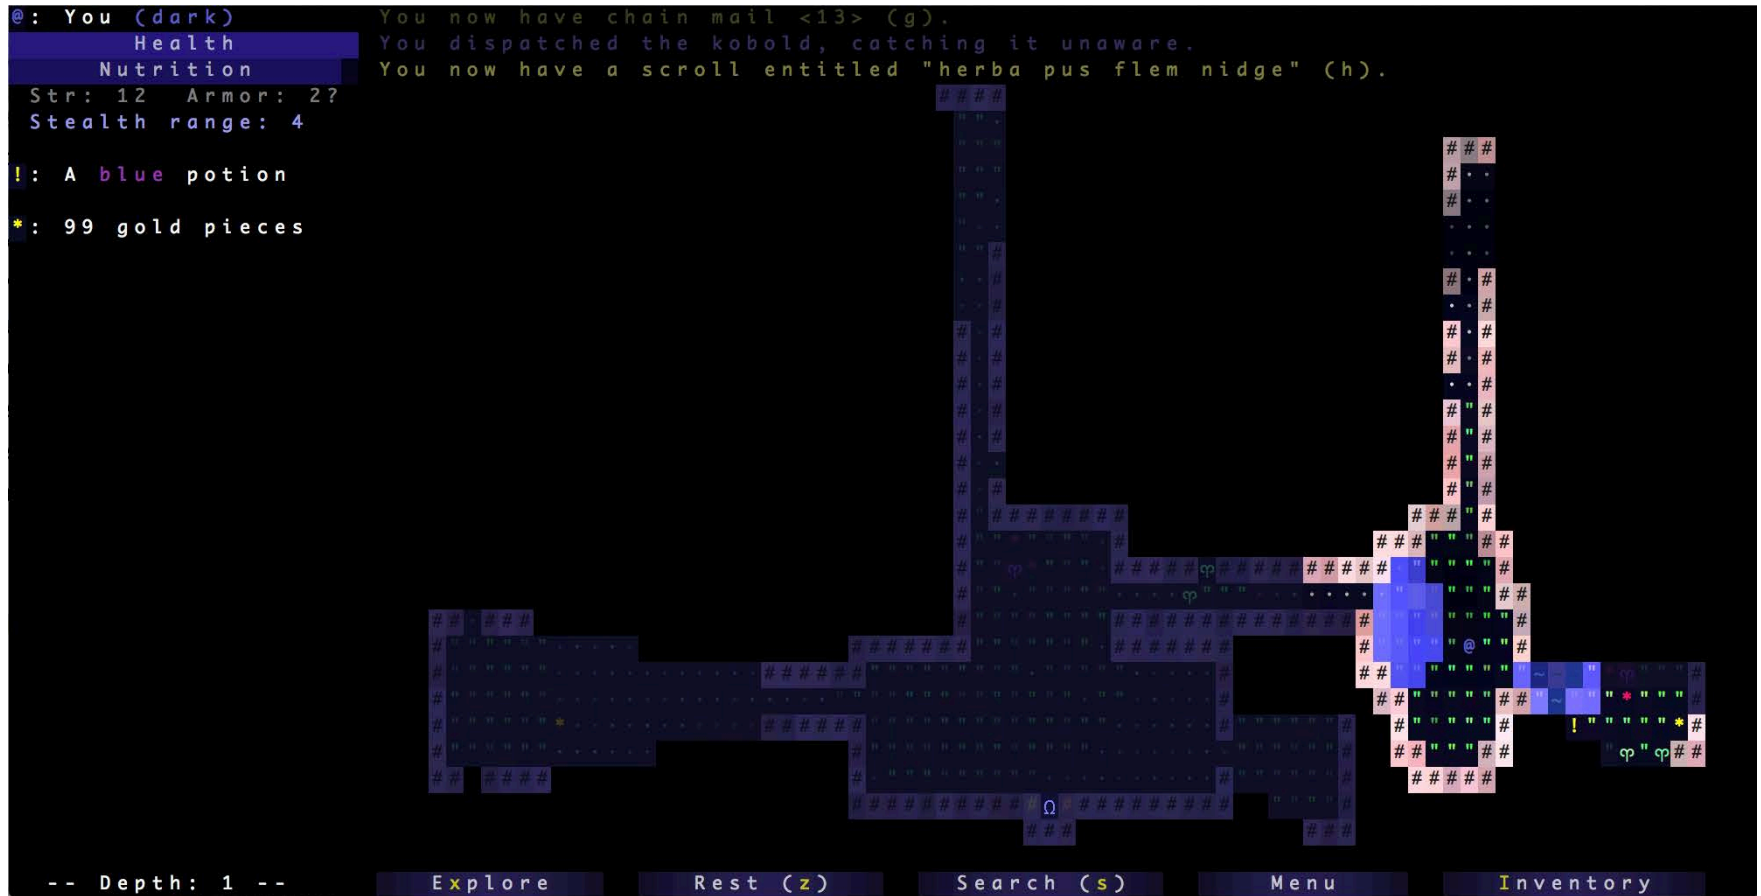 @: You (dark)
You now have chain mail <13> (g).
Health
You dispatched the kobold, catching it unaware.
Nutrition
You now have a scroll entitled "herba pus flem nidge" (h).
Str: 12 Armor: 2?
Stealth range: 4
!: A blue potion
*: 99 gold pieces
-- Depth: 1 --
Explore
Rest (z)
Search (s)
Menu
Inventory